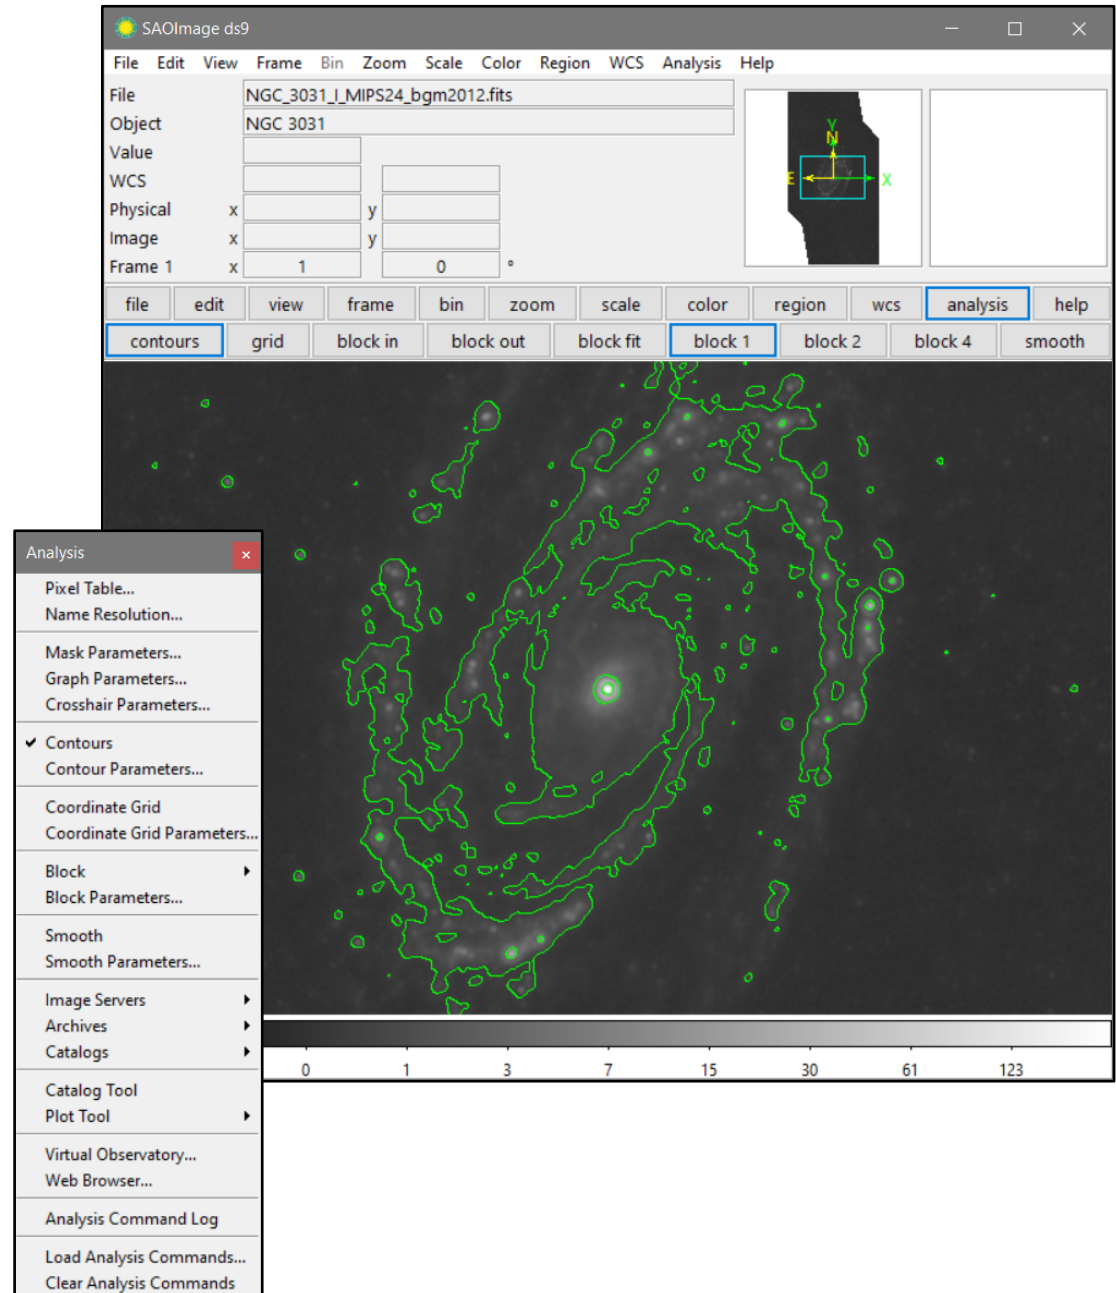 SAOImage ds9
File Edit View Frame Bin Zoom Scale Color Region WCS Analysis Help
File NGC_3031_I_MIPS24_bgm2012.fits
Object NGC 3031
Value
WCS
Physical x y
Image x y
Frame 1 x 1 0 °
Y
N
E
X
file edit view frame bin zoom scale color region wcs analysis help
contours grid block in block out block fit block 1 block 2 block 4 smooth
Analysis
Pixel Table...
Name Resolution...
Mask Parameters...
Graph Parameters...
Crosshair Parameters...
Contours
Contour Parameters...
Coordinate Grid
Coordinate Grid Parameters...
Block
Block Parameters...
Smooth
Smooth Parameters...
Image Servers
Archives
Catalogs
Catalog Tool
Plot Tool
Virtual Observatory...
Web Browser...
Analysis Command Log
Load Analysis Commands...
Clear Analysis Commands
0 1 3 7 15 30 61 123